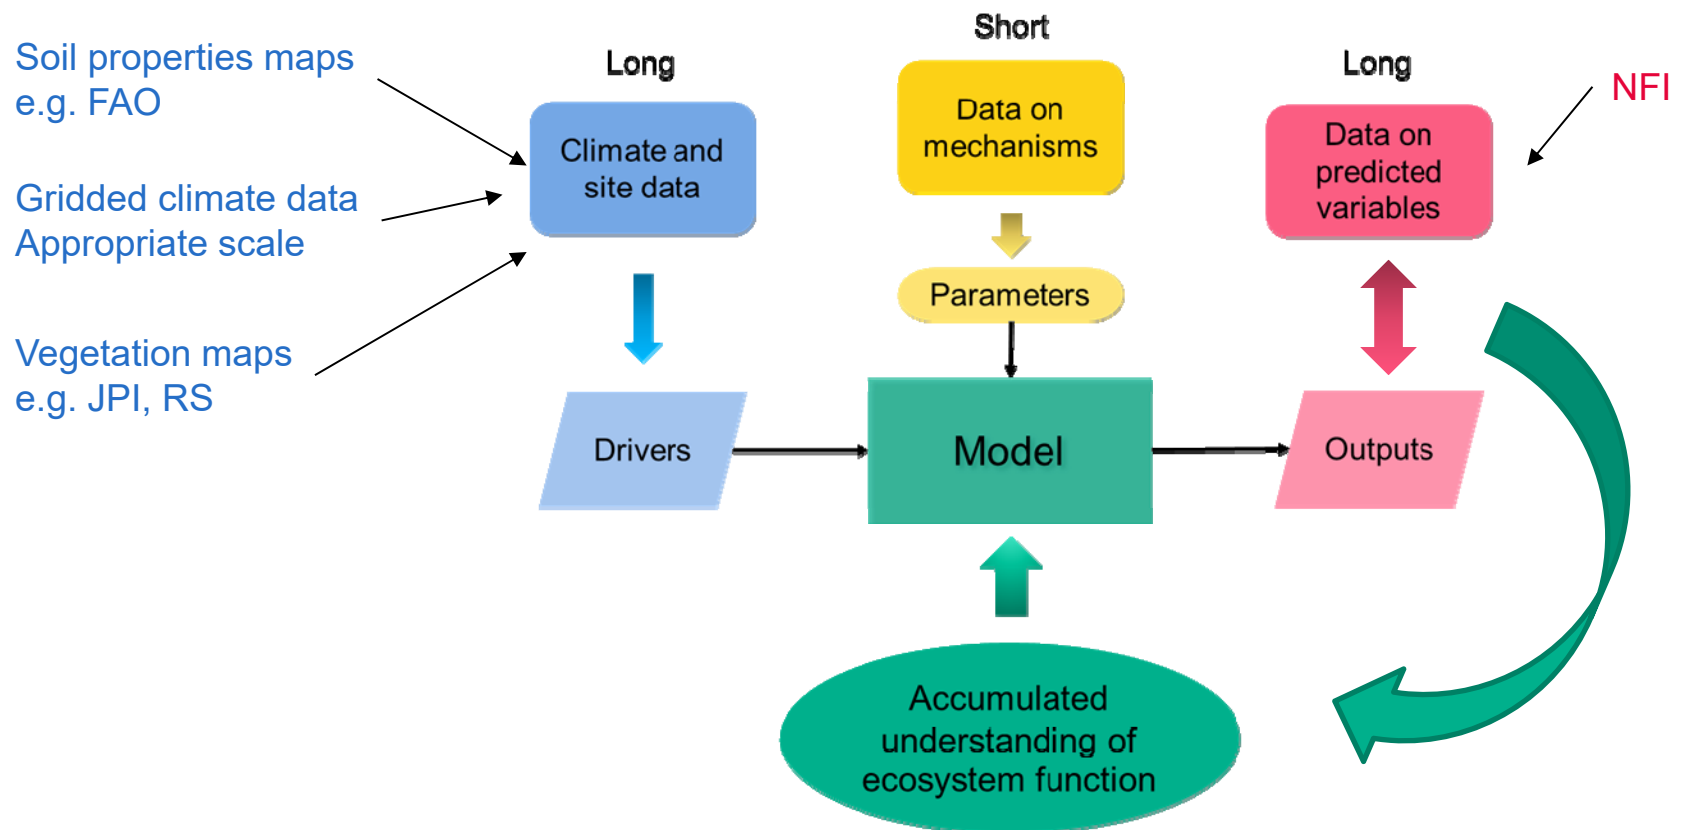 Soil properties maps
e.g. FAO
Gridded climate data
Appropriate scale
Vegetation maps
e.g. JPI, RS
Long
Climate and
site data
Drivers
Short
Data on
mechanisms
Parameters
Model
Accumulated
understanding of
ecosystem function
Long
Data on
predicted
variables
Outputs
NFI